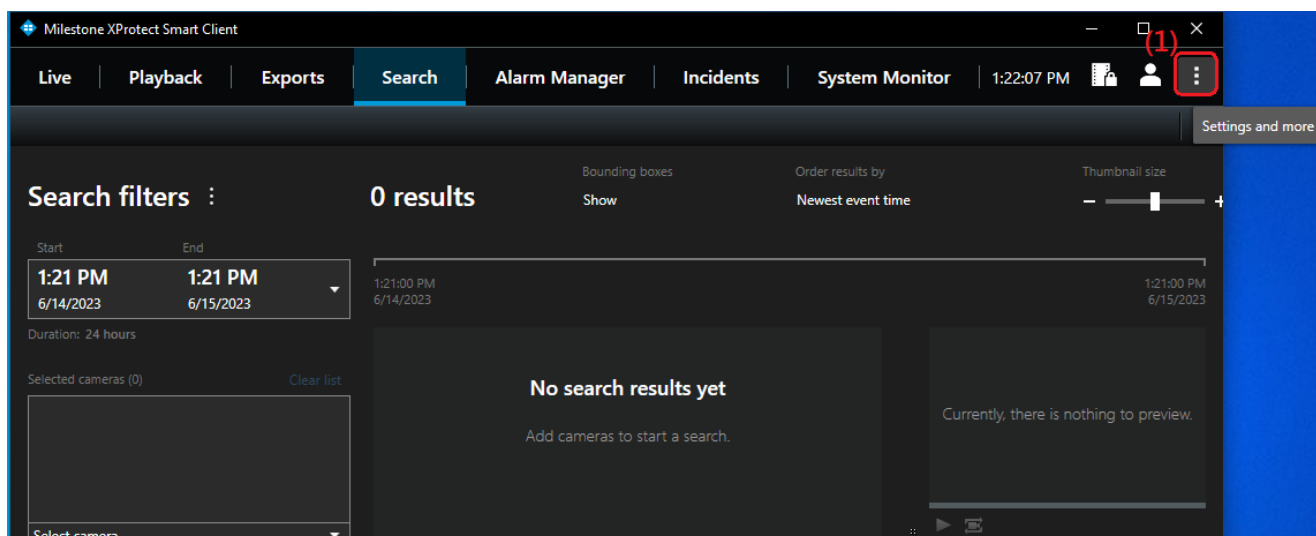 Milestone XProtect Smart Client
(1)
Live Playback Exports Search Alarm Manager Incidents System Monitor 1:22:07 PM
Settings and more
Search filters
0 results
Bounding boxes
Show
Order results by
Newest event time
Thumbnail size
Start End
1:21 PM 1:21 PM
6/14/2023 6/15/2023
Duration: 24 hours
1:21:00 PM
6/14/2023
1:21:00 PM
6/15/2023
Selected cameras (0) Clear list
Select camera
No search results yet
Add cameras to start a search.
Currently, there is nothing to preview.